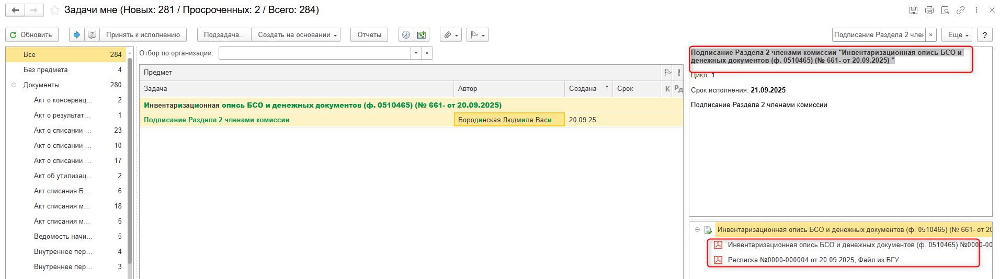 Задачи мне (Новых: 281 / Просроченных: 2 / Всего: 284)
Обновить
Принять к исполнению
Подзадача...
Создать на основании
Отчеты
Подписание Раздела 2 член
Еще
?
Все 284
Без предмета 4
Документы 280
Акт о консервац... 2
Акт о результат... 1
Акт о списании ... 23
Акт о списании ... 10
Акт о списании ... 17
Акт об утилизац... 2
Акт списания Б... 6
Акт списания м... 18
Акт списания м... 5
Ведомость начи... 5
Внутреннее пер... 4
Внутреннее пер... 3
Отбор по организации:
Предмет
Задача Автор Создана ↑ Срок К Рд
Инвентаризационная опись БСО и денежных документов (ф. 0510465) (№ 661- от 20.09.2025)
Подписание Раздела 2 членами комиссии Бородинская Людмила Васи... 20.09.25 ...
Подписание Раздела 2 членами комиссии "Инвентаризационная опись БСО и
денежных документов (ф. 0510465) (№ 661- от 20.09.2025) "
Цикл: 1
Срок исполнения: 21.09.2025
Подписание Раздела 2 членами комиссии
Инвентаризационная опись БСО и денежных документов (ф. 0510465) (№ 661- от 20
Инвентаризационная опись БСО и денежных документов (ф. 0510465) №0000-00
Расписка №0000-000004 от 20.09.2025, Файл из БГУ